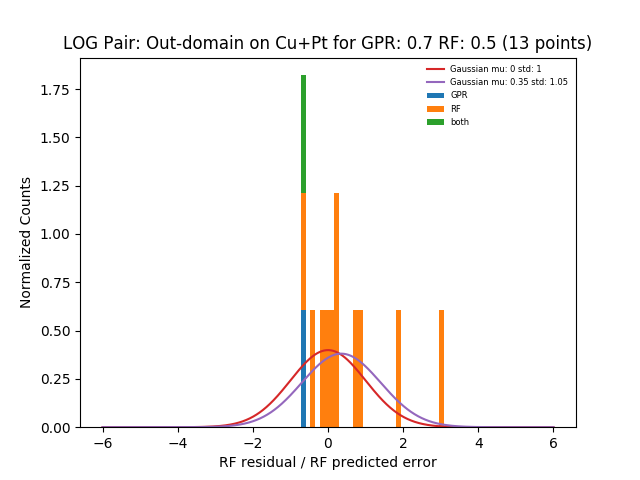 LOG Pair: Out-domain on Cu+Pt for GPR: 0.7 RF: 0.5 (13 points)
Gaussian mu: 0 std: 1
Gaussian mu: 0.35 std: 1.05
GPR
RF
both
Normalized Counts
1.75
1.50
1.25
1.00
0.75
0.50
0.25
0.00
−6 −4 −2 0 2 4 6
RF residual / RF predicted error